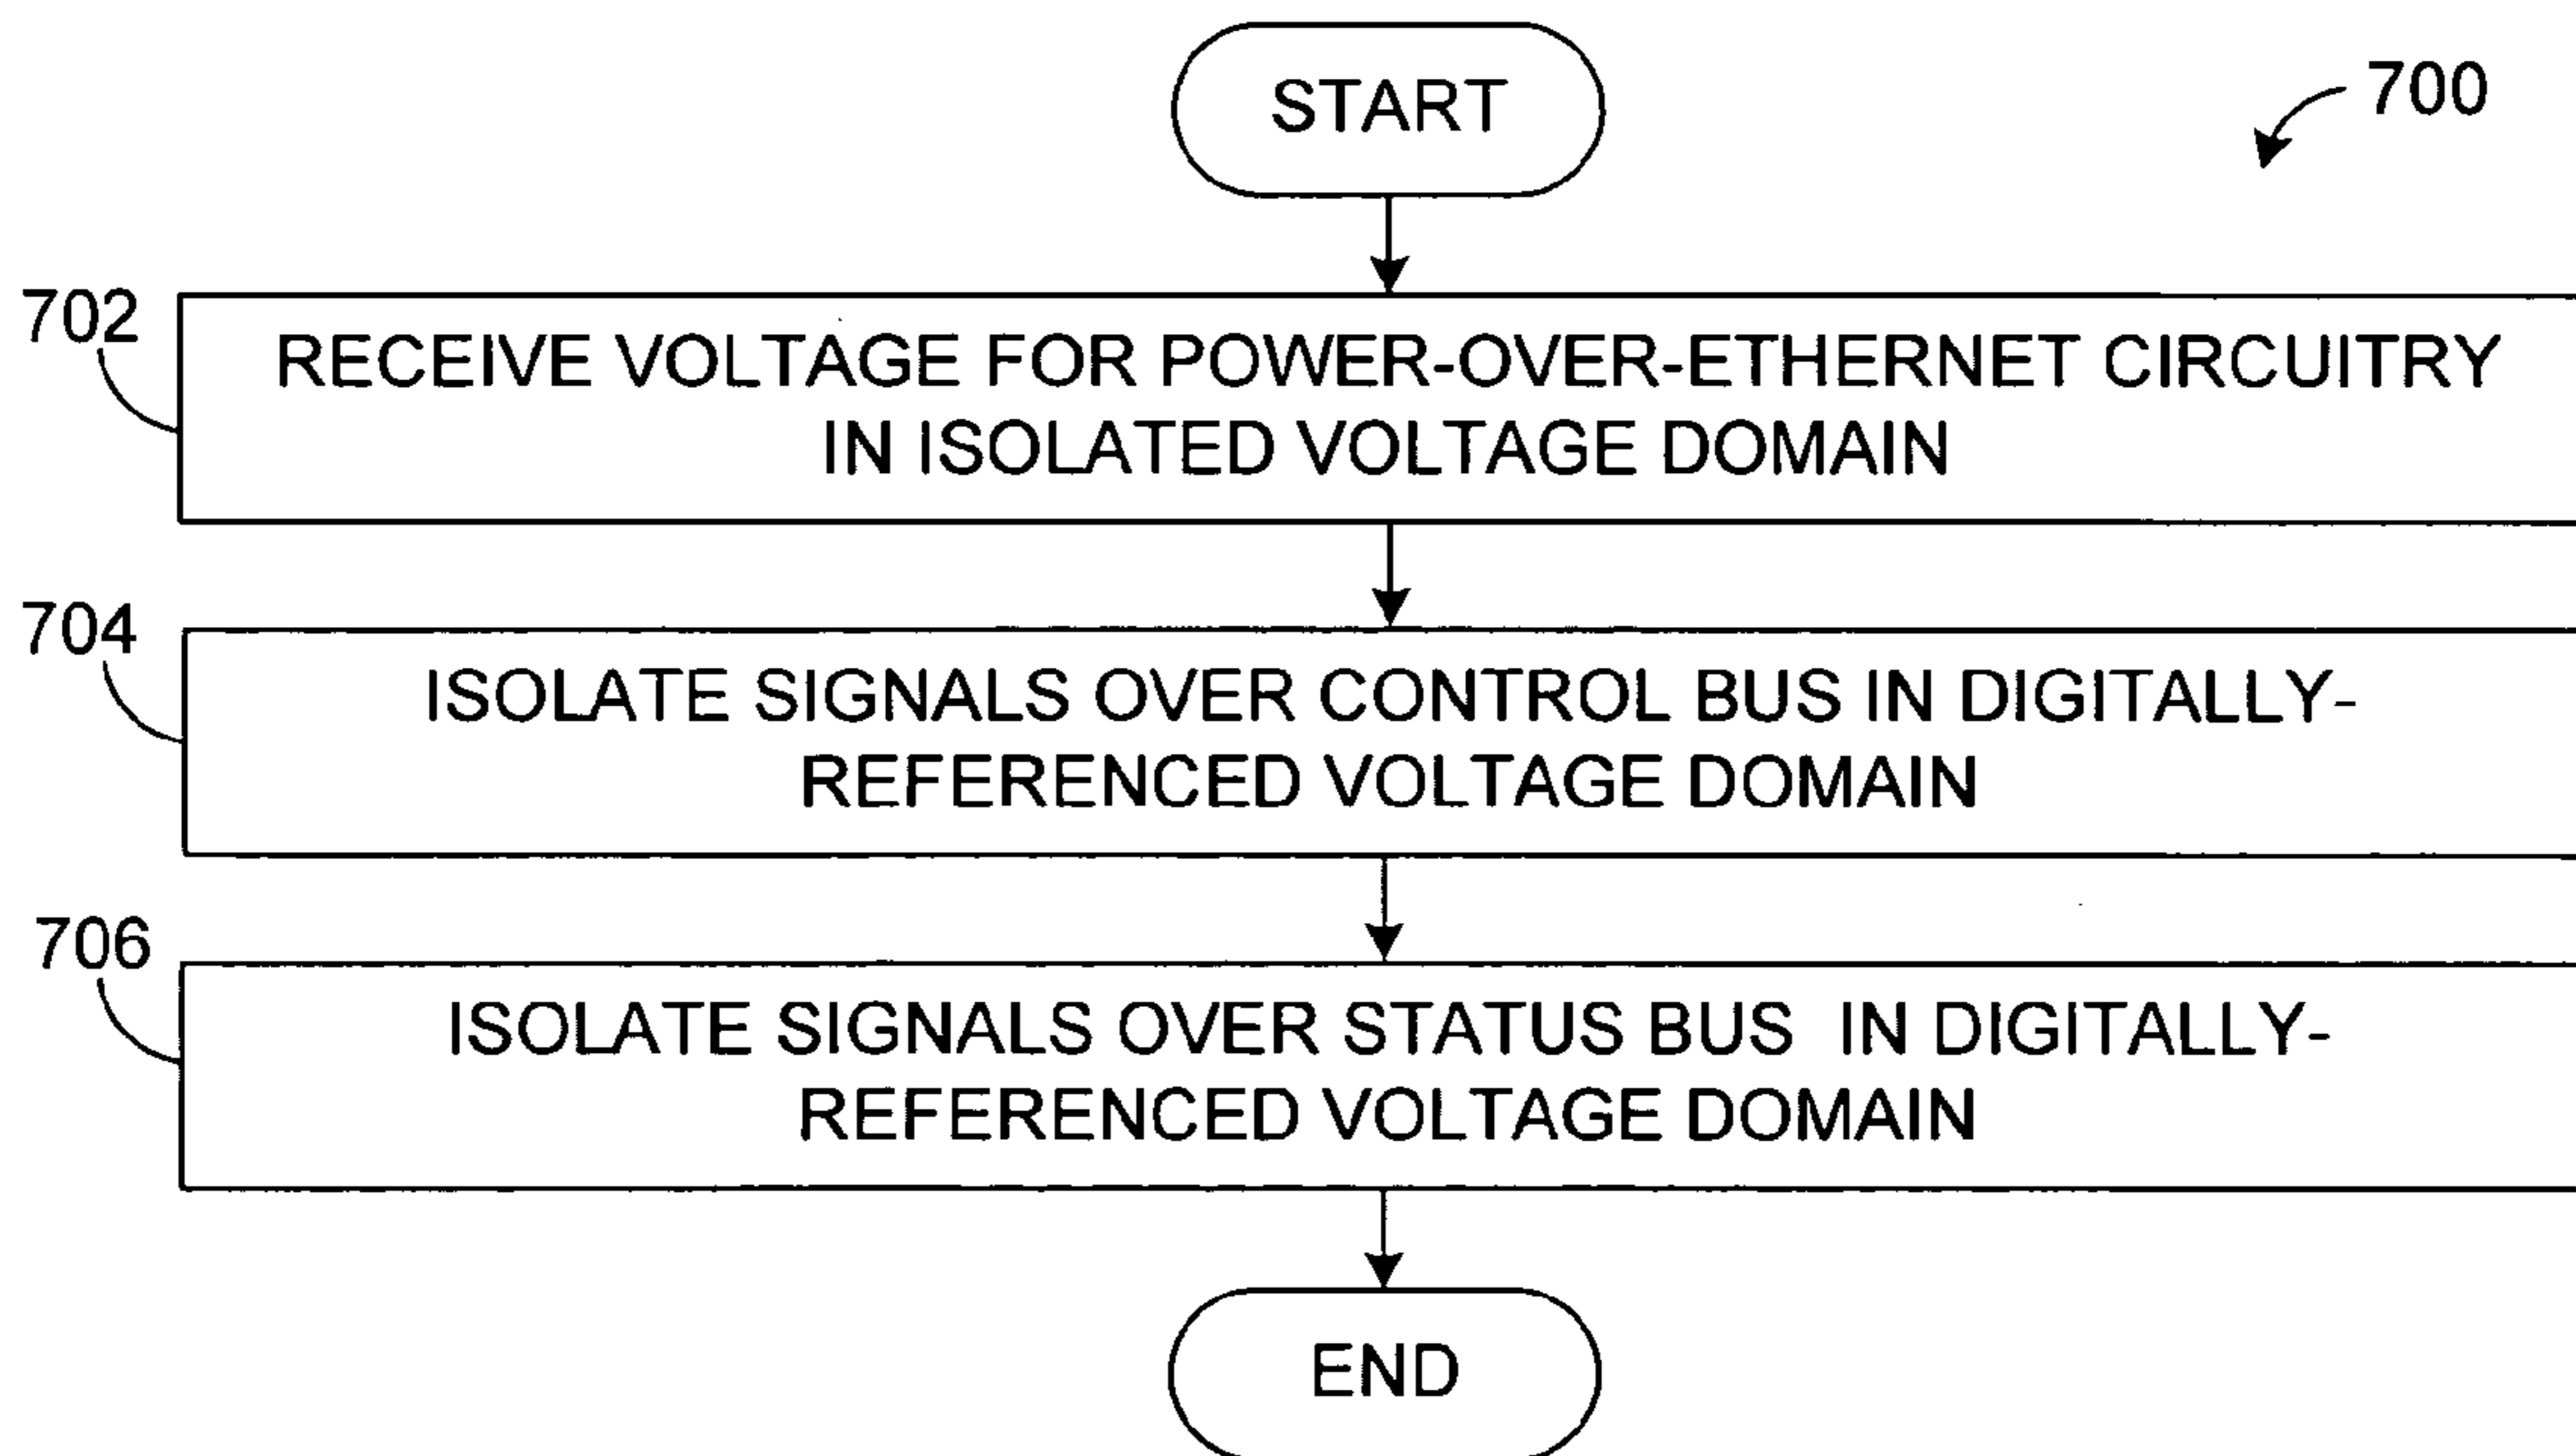 START
700
702
RECEIVE VOLTAGE FOR POWER-OVER-ETHERNET CIRCUITRY
IN ISOLATED VOLTAGE DOMAIN
704
ISOLATE SIGNALS OVER CONTROL BUS IN DIGITALLY-
REFERENCED VOLTAGE DOMAIN
706
ISOLATE SIGNALS OVER STATUS BUS IN DIGITALLY-
REFERENCED VOLTAGE DOMAIN
END